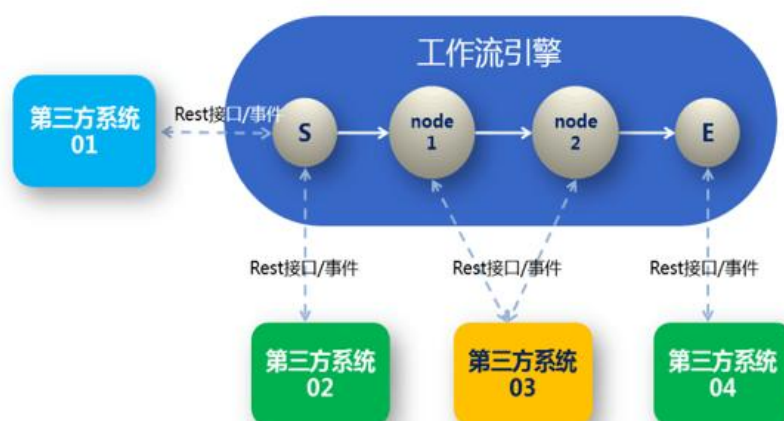 工作流引擎
第三方系统
01
Rest接口/事件
S
node
1
node
2
E
Rest接口/事件
Rest接口/事件
Rest接口/事件
第三方系统
02
第三方系统
03
第三方系统
04